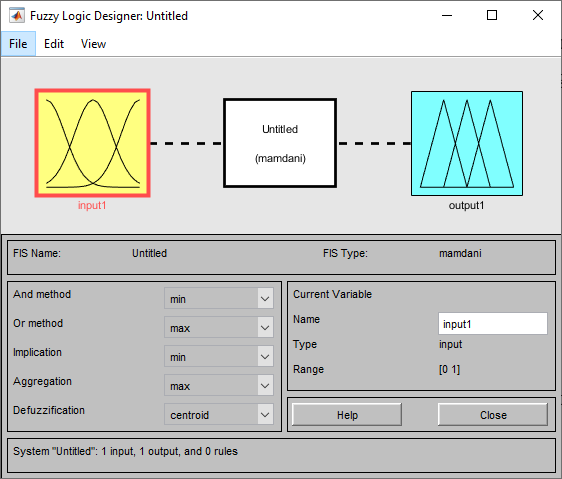 Fuzzy Logic Designer: Untitled
File Edit View
Untitled
(mamdani)
input1
output1
FIS Name: Untitled FIS Type: mamdani
And method min
Or method max
Implication min
Aggregation max
Defuzzification centroid
Current Variable
Name input1
Type input
Range [0 1]
Help Close
System "Untitled": 1 input, 1 output, and 0 rules